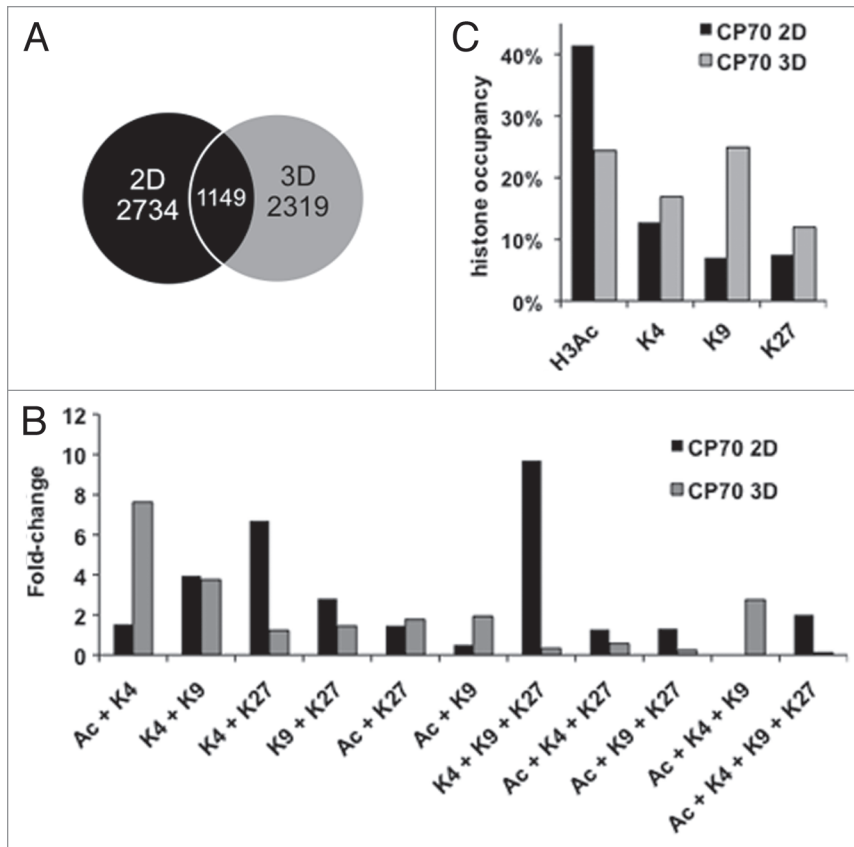 A
2D
2734
1149
3D
2319
C
histone occupancy
40%
30%
20%
10%
0%
CP70 2D
CP70 3D
H3Ac
K4
K9
K27
B
Fold-change
12
10
8
6
4
2
0
CP70 2D
CP70 3D
Ac + K4
K4 + K9
K4 + K27
K9 + K27
Ac + K27
Ac + K9
K4 + K9 + K27
Ac + K4 + K27
Ac + K9 + K27
Ac + K4 + K9
Ac + K4 + K9 + K27